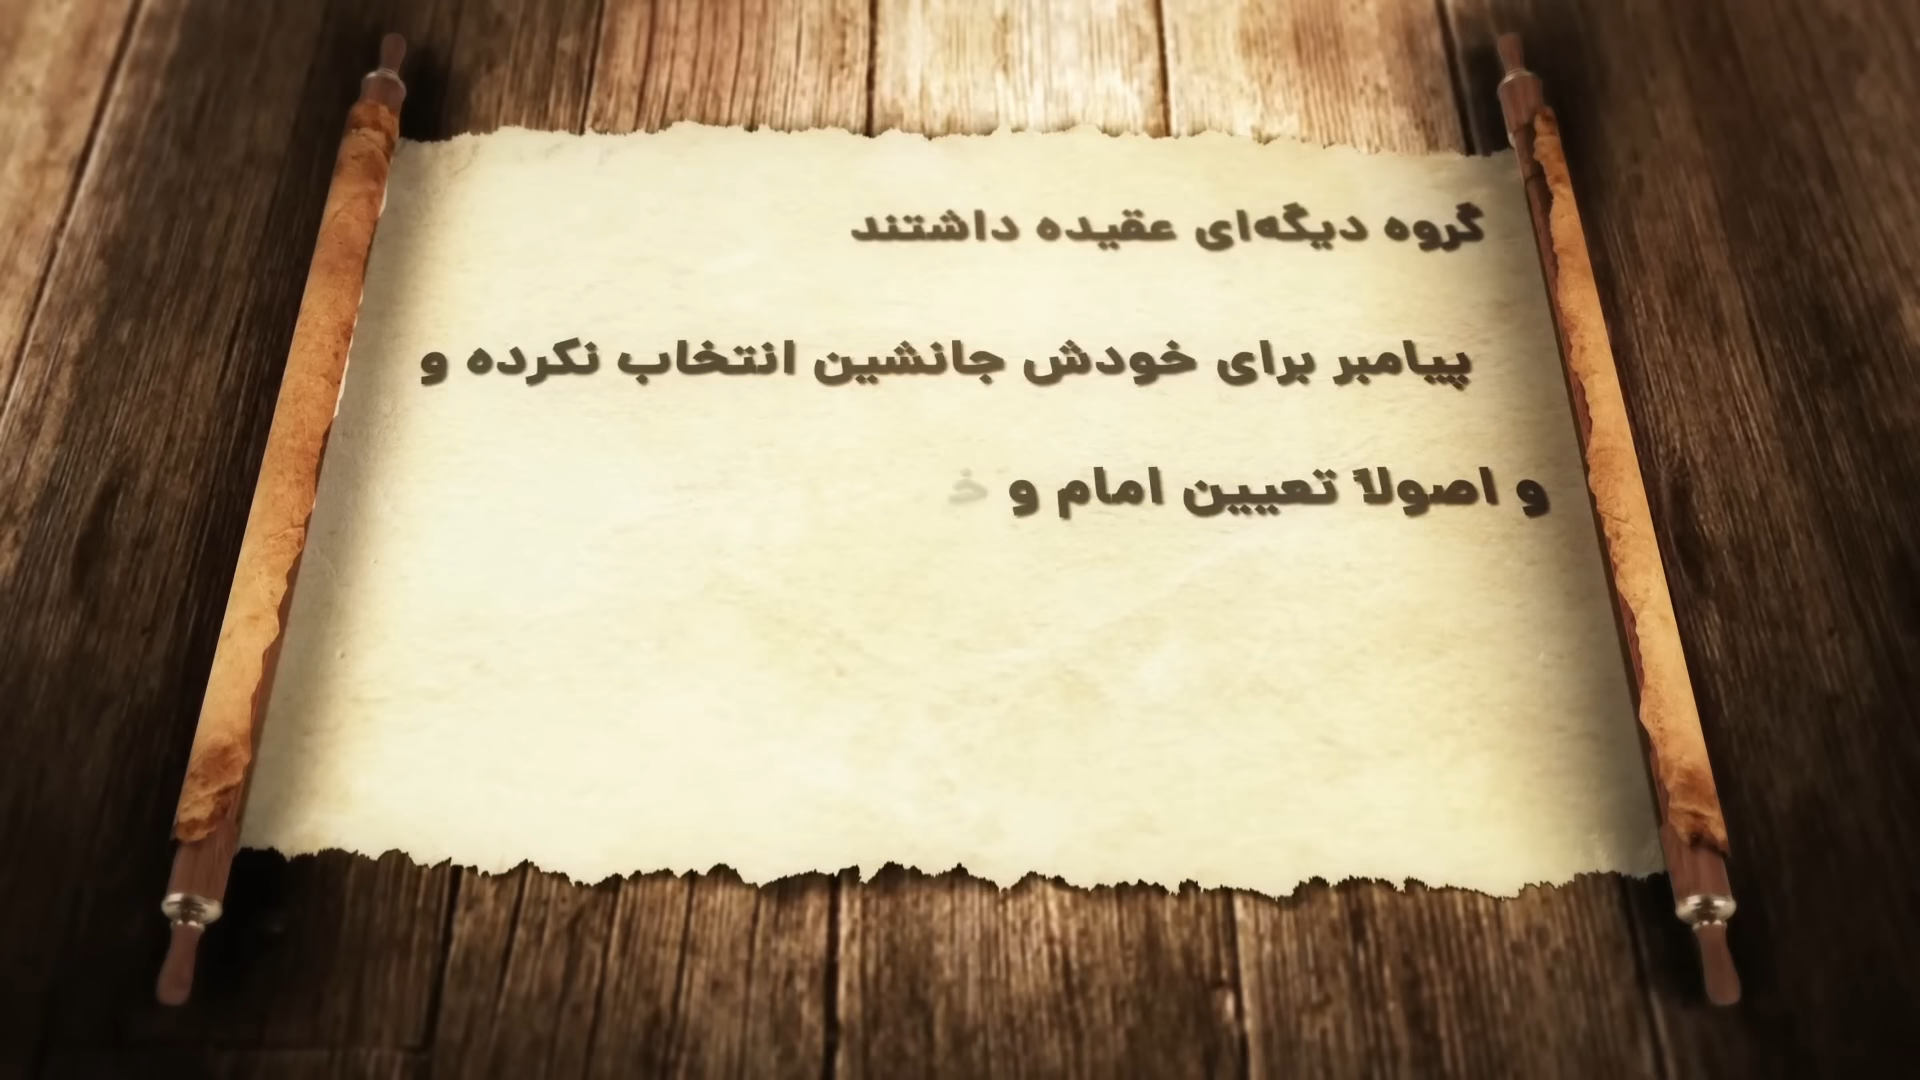 گروه دیگه‌ای عقیده داشتند
پیامبر برای خودش جانشین انتخاب نکرده و
و اصولاً تعیین امام و